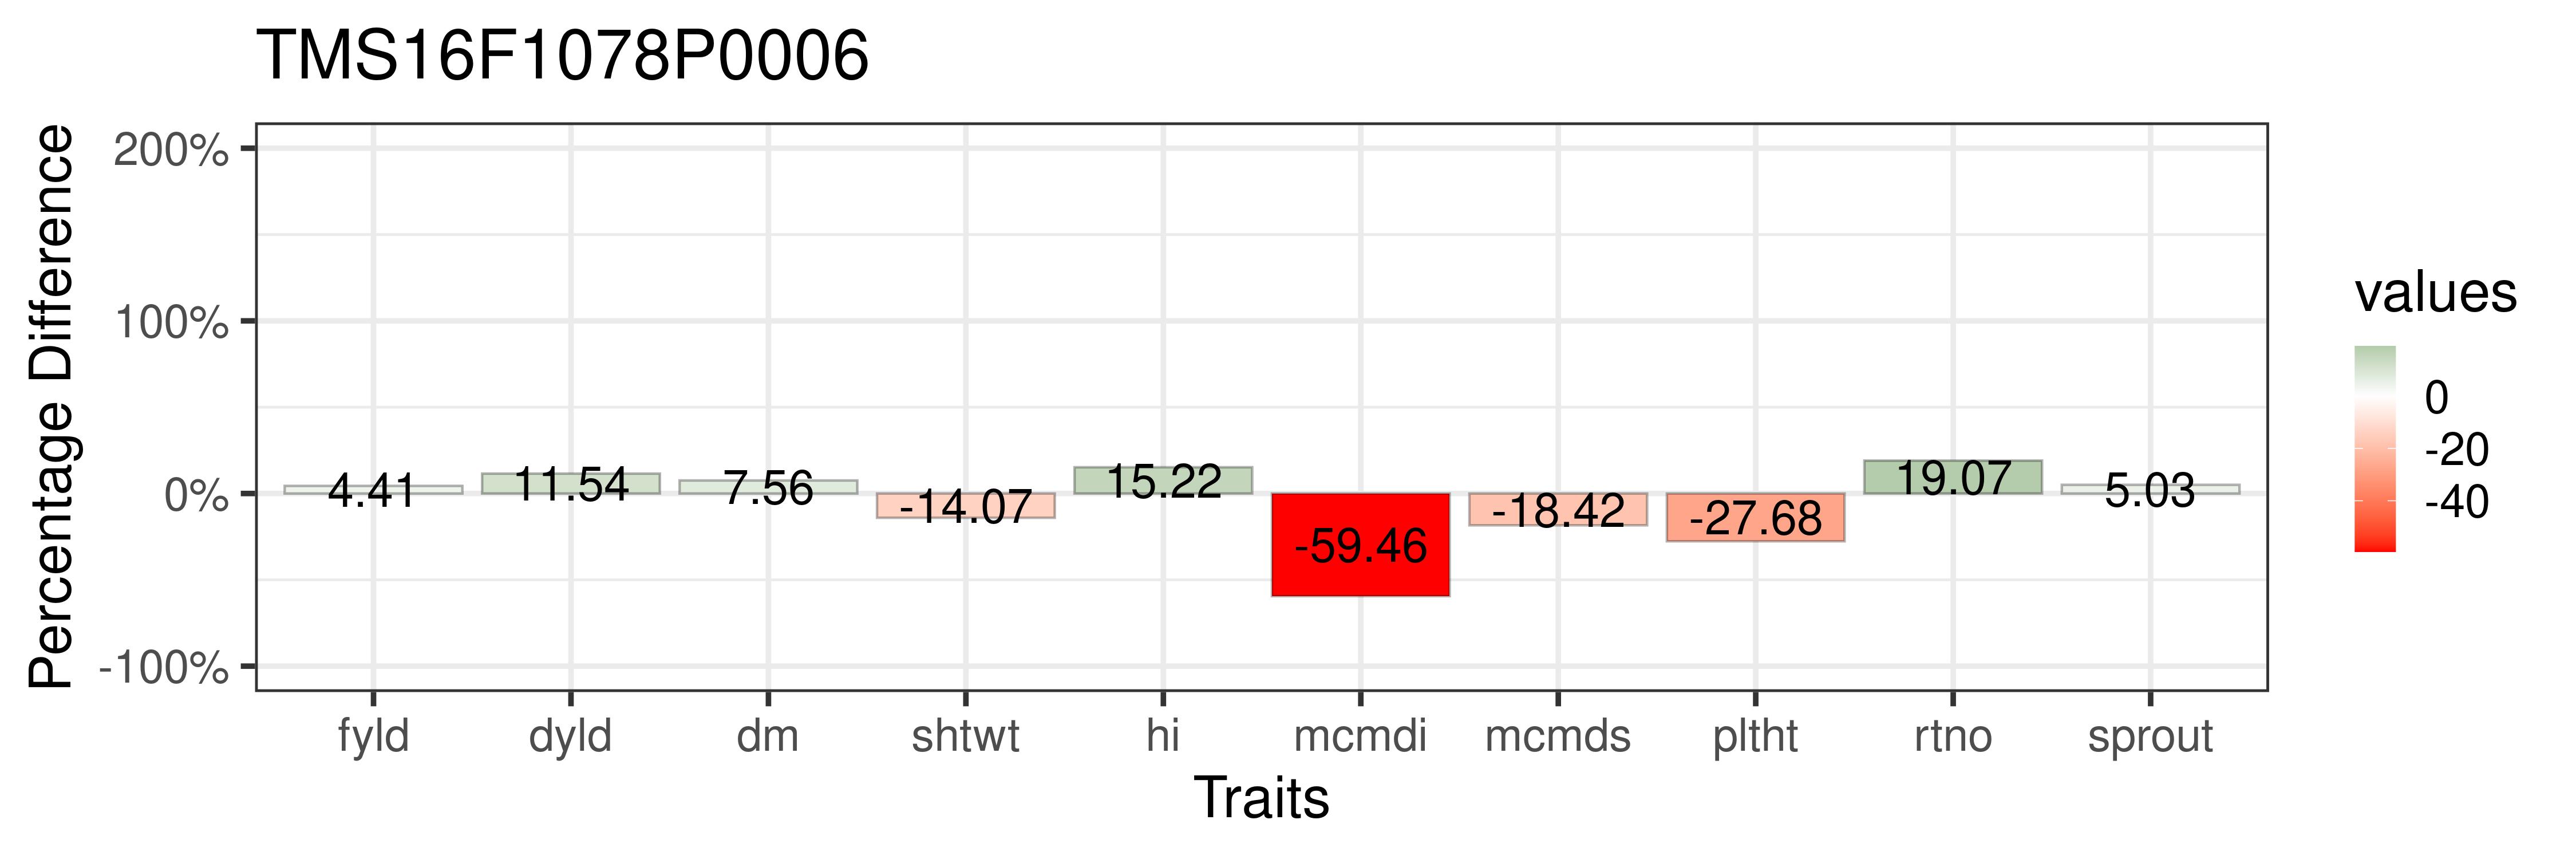 TMS16F1078P0006
Percentage Difference
200%
100%
0%
-100%
4.41
11.54
7.56
-14.07
15.22
-59.46
-18.42
-27.68
19.07
5.03
fyld
dyld
dm
shtwt
hi
mcmdi
mcmds
pltht
rtno
sprout
Traits
values
0
-20
-40